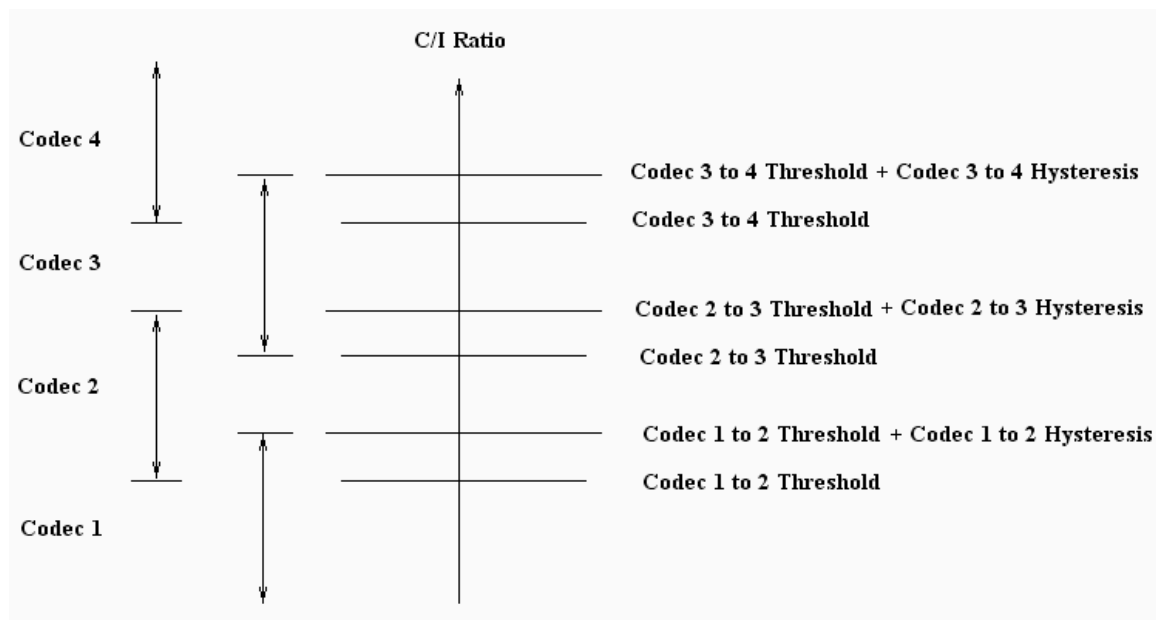 C/I Ratio
Codec 4
Codec 3 to 4 Threshold + Codec 3 to 4 Hysteresis
Codec 3 to 4 Threshold
Codec 3
Codec 2 to 3 Threshold + Codec 2 to 3 Hysteresis
Codec 2 to 3 Threshold
Codec 2
Codec 1 to 2 Threshold + Codec 1 to 2 Hysteresis
Codec 1 to 2 Threshold
Codec 1